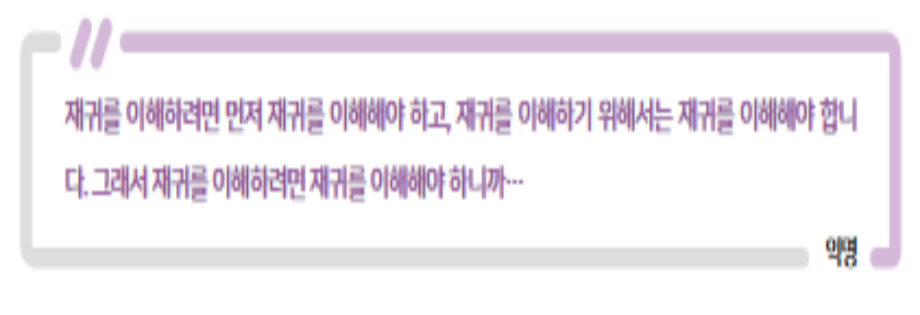 재귀를 이해하려면 먼저 재귀를 이해해야 하고, 재귀를 이해하기 위해서는 재귀를 이해해야 합니
다. 그래서 재귀를 이해하려면 재귀를 이해해야 하니까…
익명